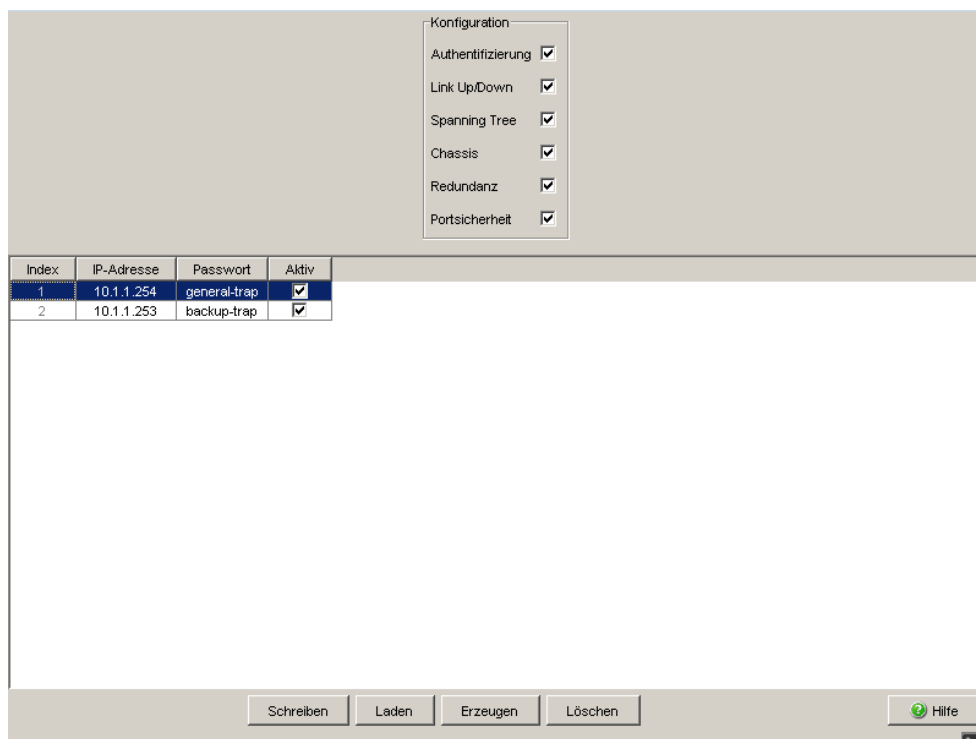 Konfiguration
Authentifizierung
Link Up/Down
Spanning Tree
Chassis
Redundanz
Portsicherheit
Index IP-Adresse Passwort Aktiv
1 10.1.1.254 general-trap
2 10.1.1.253 backup-trap
Schreiben Laden Erzeugen Löschen Hilfe